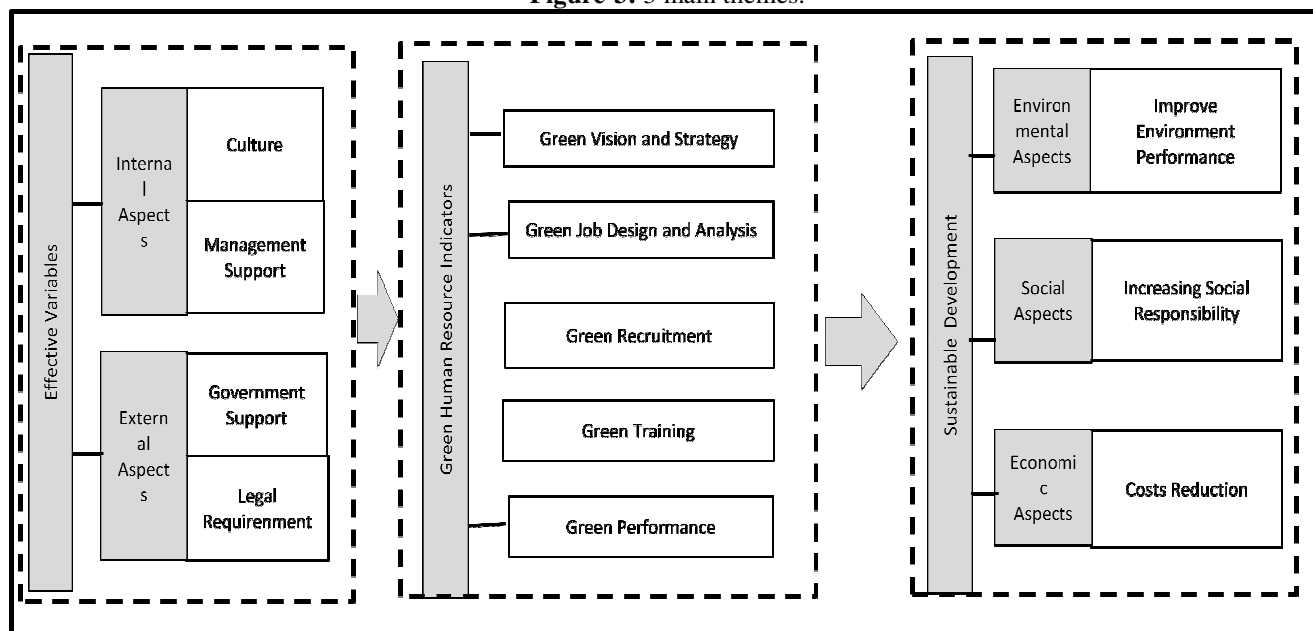 Figure 3: 3 main themes.
Effective Variables
Interna
l
Aspect
s
Culture
Management
Support
Extern
al
Aspect
s
Government
Support
Legal
Requirenment
Green Human Resource Indicators
Green Vision and Strategy
Green Job Design and Analysis
Green Recruitment
Green Training
Green Performance
Sustainable Development
Environ
mental
Aspects
Improve
Environment
Performance
Social
Aspects
Increasing Social
Responsibility
Economi
c
Aspects
Costs Reduction